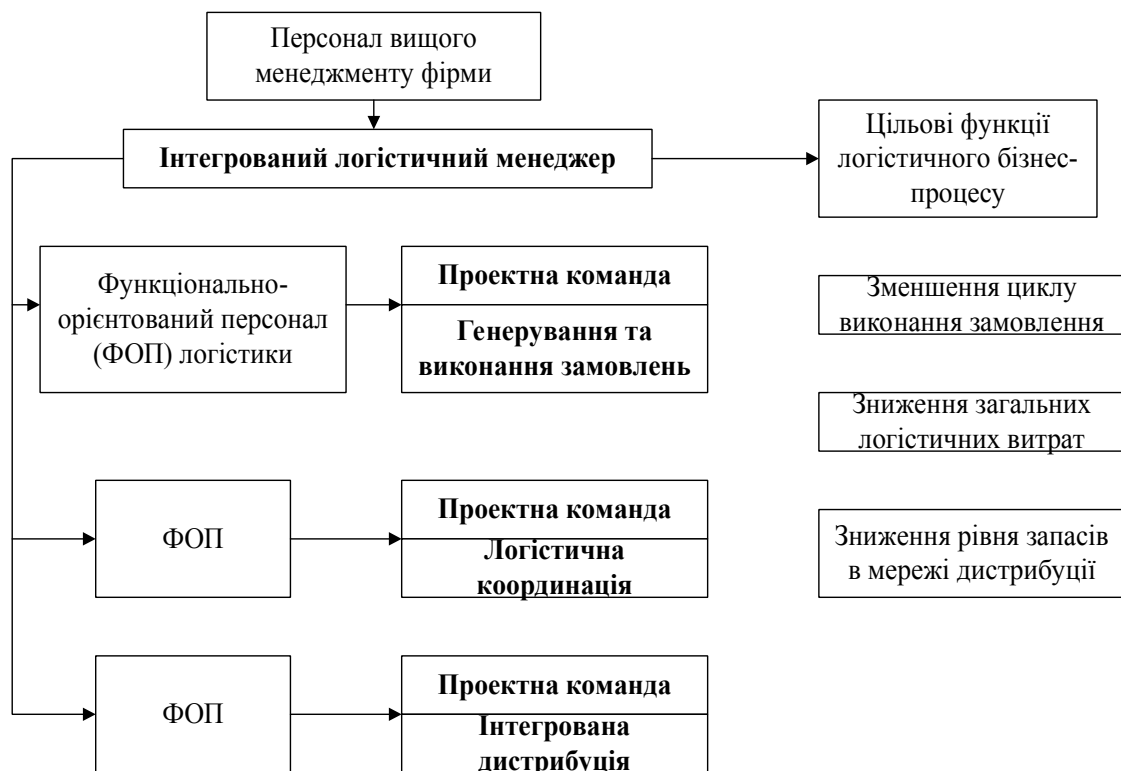 Персонал вищого
менеджменту фірми
Інтегрований логістичний менеджер
Цільові функції
логістичного бізнес-
процесу
Функціонально-
орієнтований персонал
(ФОП) логістики
Проектна команда
Генерування та
виконання замовлень
Зменшення циклу
виконання замовлення
Зниження загальних
логістичних витрат
ФОП
Проектна команда
Логістична
координація
Зниження рівня запасів
в мережі дистрибуції
ФОП
Проектна команда
Інтегрована
дистрибуція